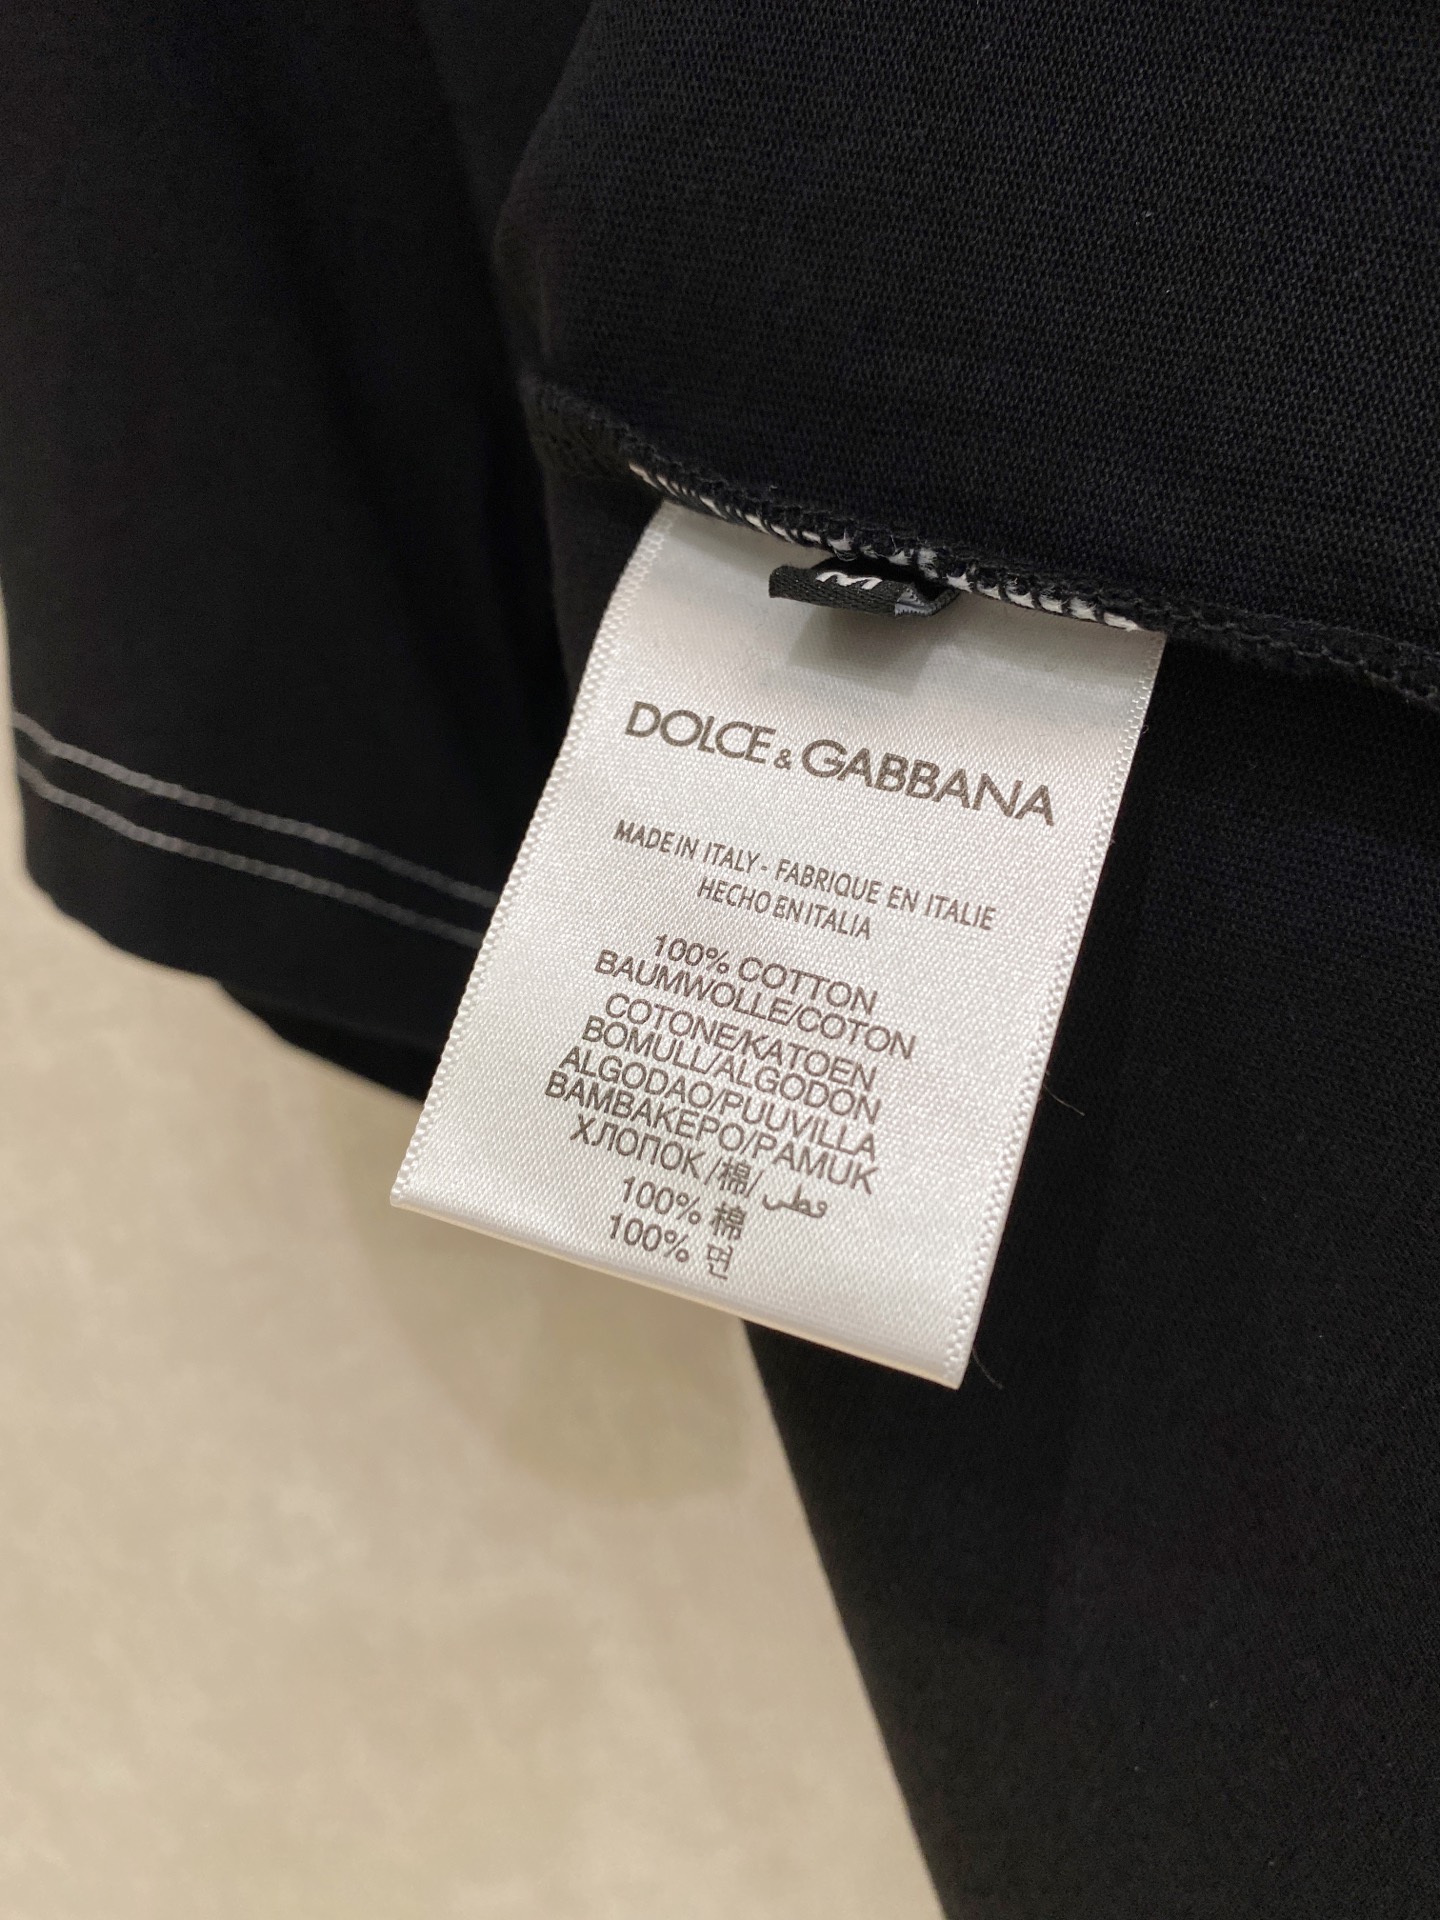 M
DOLCE & GABBANA
MADE IN ITALY - FABRIQUE EN ITALIE
HECHO EN ITALIA
100% COTTON
BAUMWOLLE/COTON
COTONE/KATOEN
BOMULL/ALGODON
ALGODAO/PUUVILLA
BAMBAKEPO/PAMUK
ХЛОПОК /棉/ قطن
100% 棉
100% 면